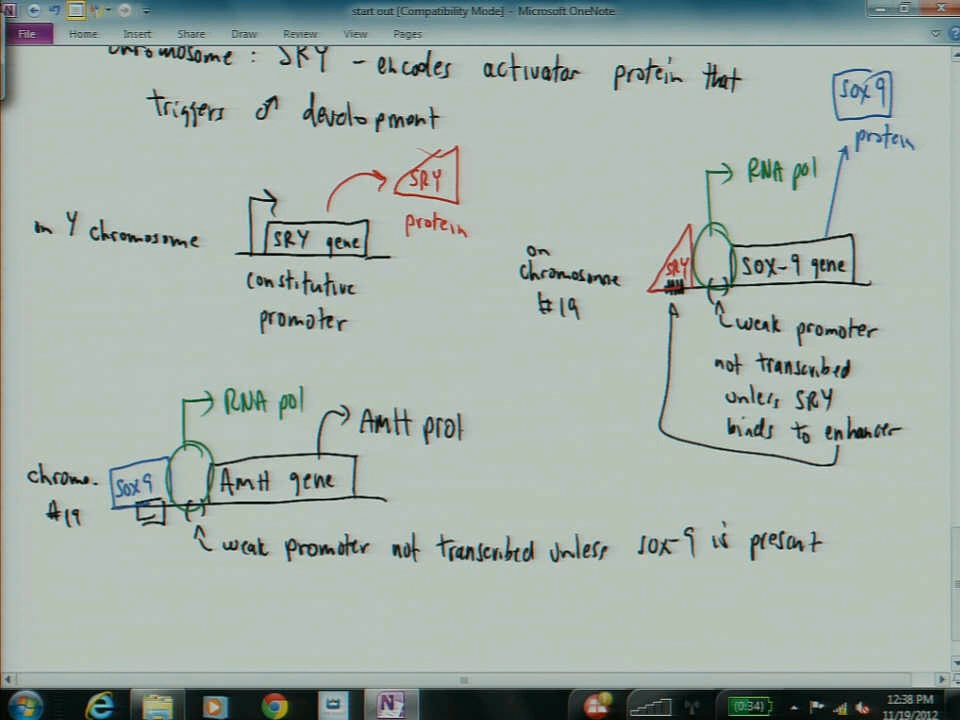 start out [Compatibility Mode] - Microsoft OneNote
File Home Insert Share Draw Review View Pages
chromosome : SRY - encodes activator protein that
triggers ♂ development
sox 9
protein
RNA pol
SRY
protein
on Y chromosome
SRY gene
constitutive
promoter
on
chromosome
#19
SRY
sox-9 gene
weak promoter
not transcribed
unless SRY
binds to enhancer
RNA pol
AmH prot
chromo.
#19
sox 9
AmH gene
weak promoter not transcribed unless sox-9 is present
(0:34)
12:38 PM
11/19/2012